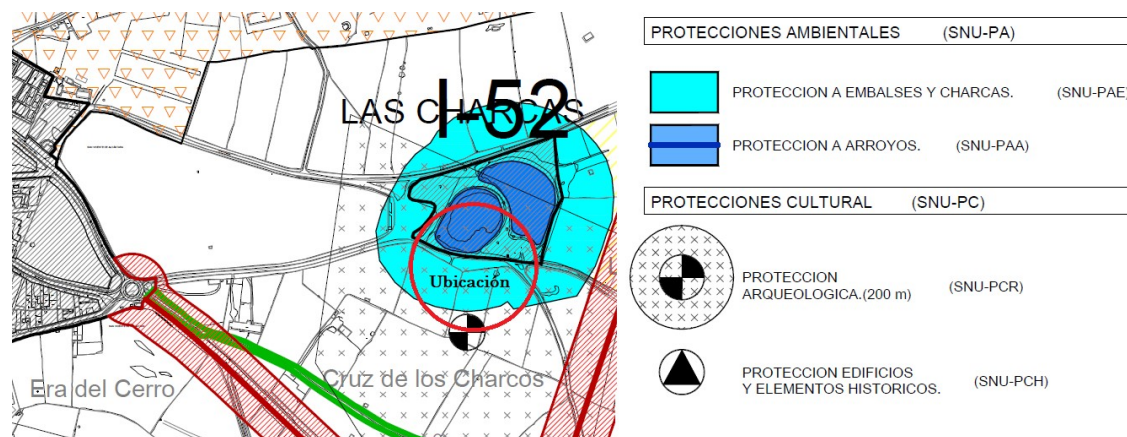 I-52
LAS CHARCAS
Ubicación
Era del Cerro
Cruz de los Charcos
PROTECCIONES AMBIENTALES (SNU-PA)
PROTECCION A EMBALSES Y CHARCAS. (SNU-PAE)
PROTECCION A ARROYOS. (SNU-PAA)
PROTECCIONES CULTURAL (SNU-PC)
PROTECCION
ARQUEOLOGICA.(200 m) (SNU-PCR)
PROTECCION EDIFICIOS
Y ELEMENTOS HISTORICOS. (SNU-PCH)